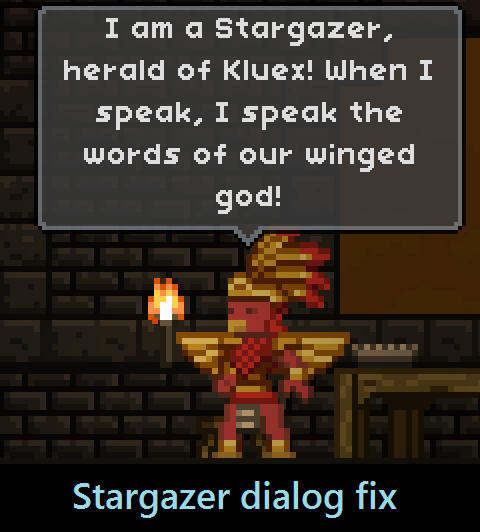 I am a Stargazer,
herald of Kluex! When I
speak, I speak the
words of our winged
god!
Stargazer dialog fix